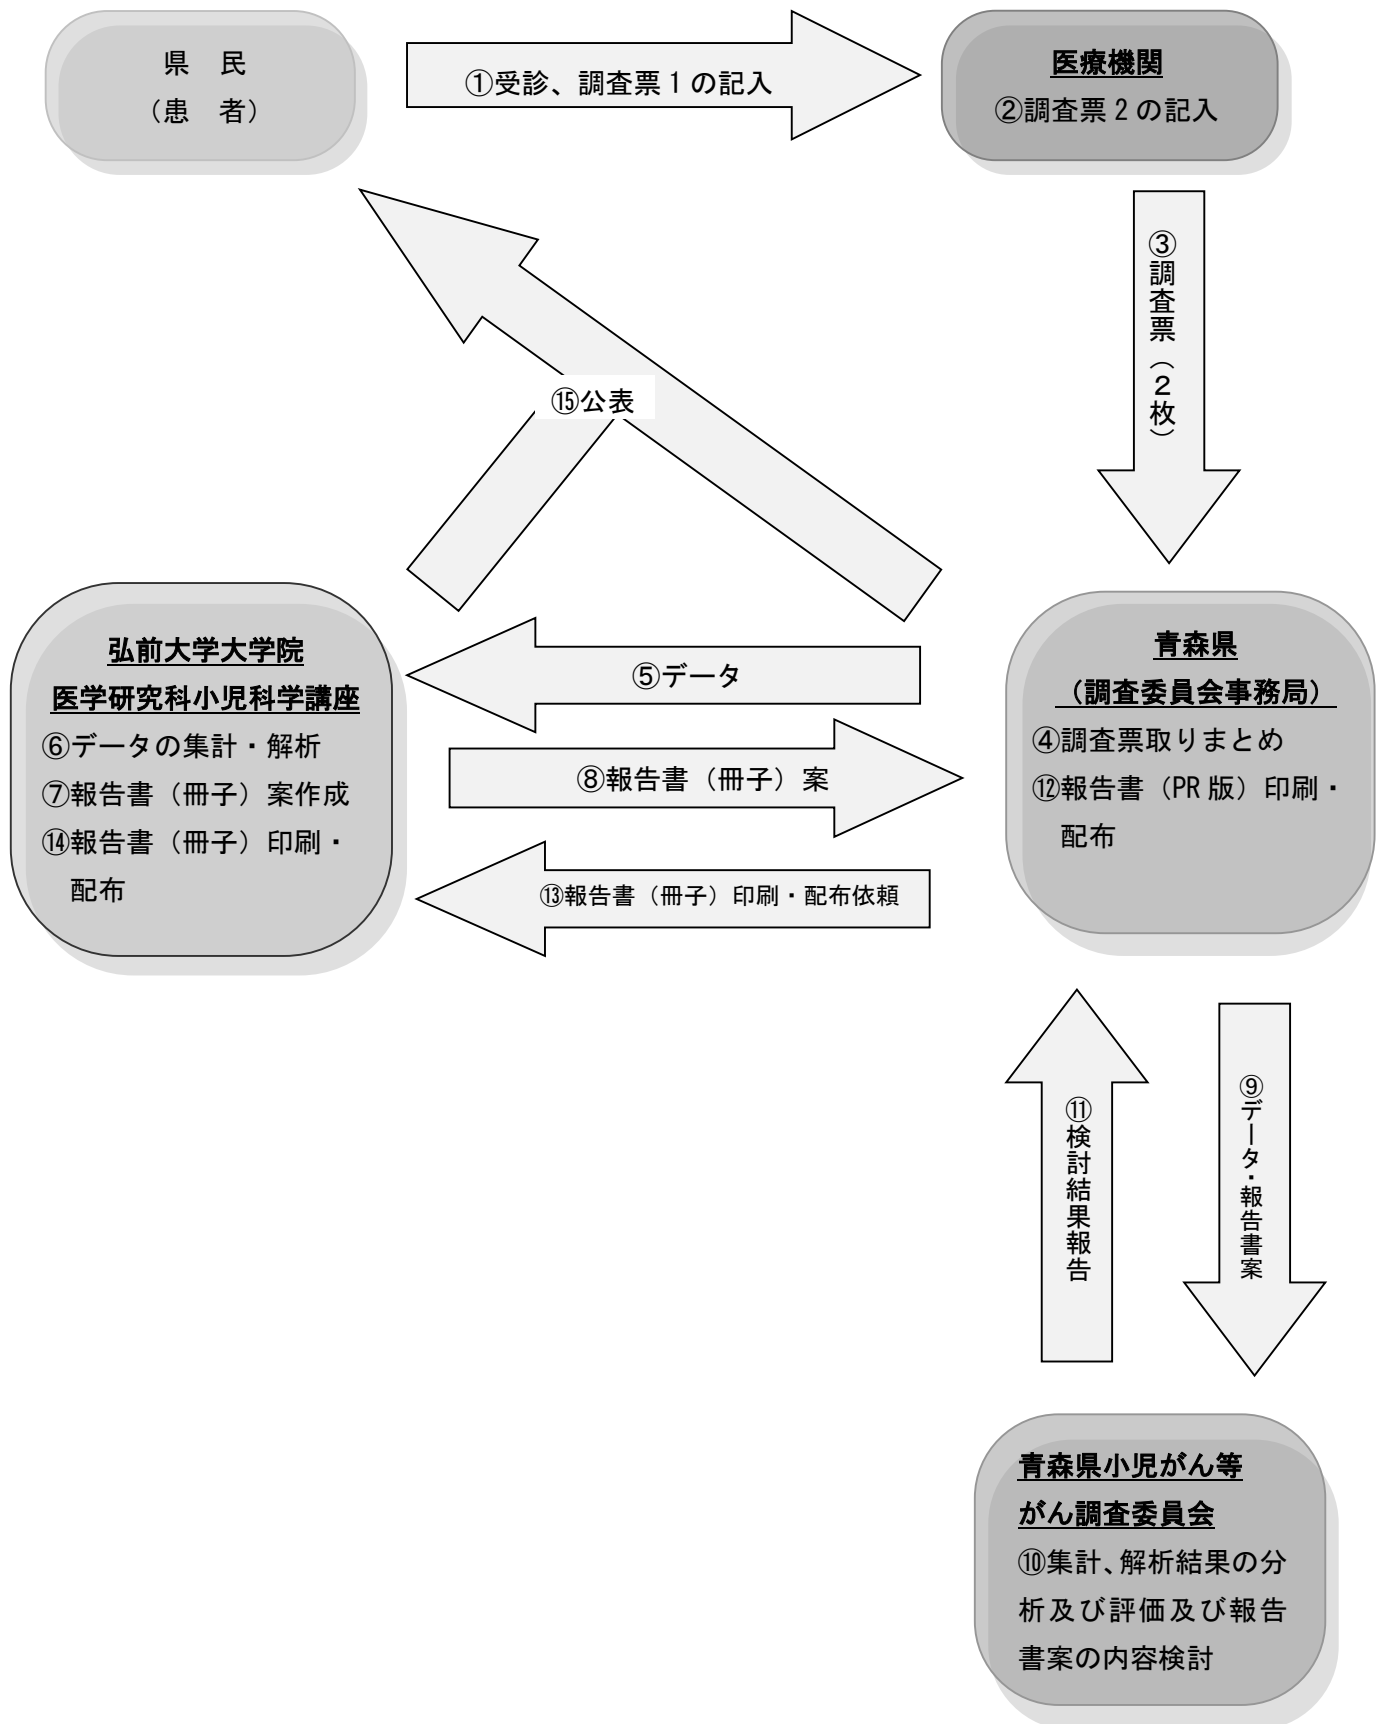 県　民
（患　者）
①受診、調査票１の記入
医療機関
②調査票２の記入
③調査票（２枚）
⑮公表
弘前大学大学院
医学研究科小児科学講座
⑥データの集計・解析
⑦報告書（冊子）案作成
⑭報告書（冊子）印刷・
配布
⑤データ
⑧報告書（冊子）案
⑬報告書（冊子）印刷・配布依頼
青森県
（調査委員会事務局）
④調査票取りまとめ
⑫報告書（PR版）印刷・
配布
⑪検討結果報告
⑨データ・報告書案
青森県小児がん等
がん調査委員会
⑩集計、解析結果の分
析及び評価及び報告
書案の内容検討